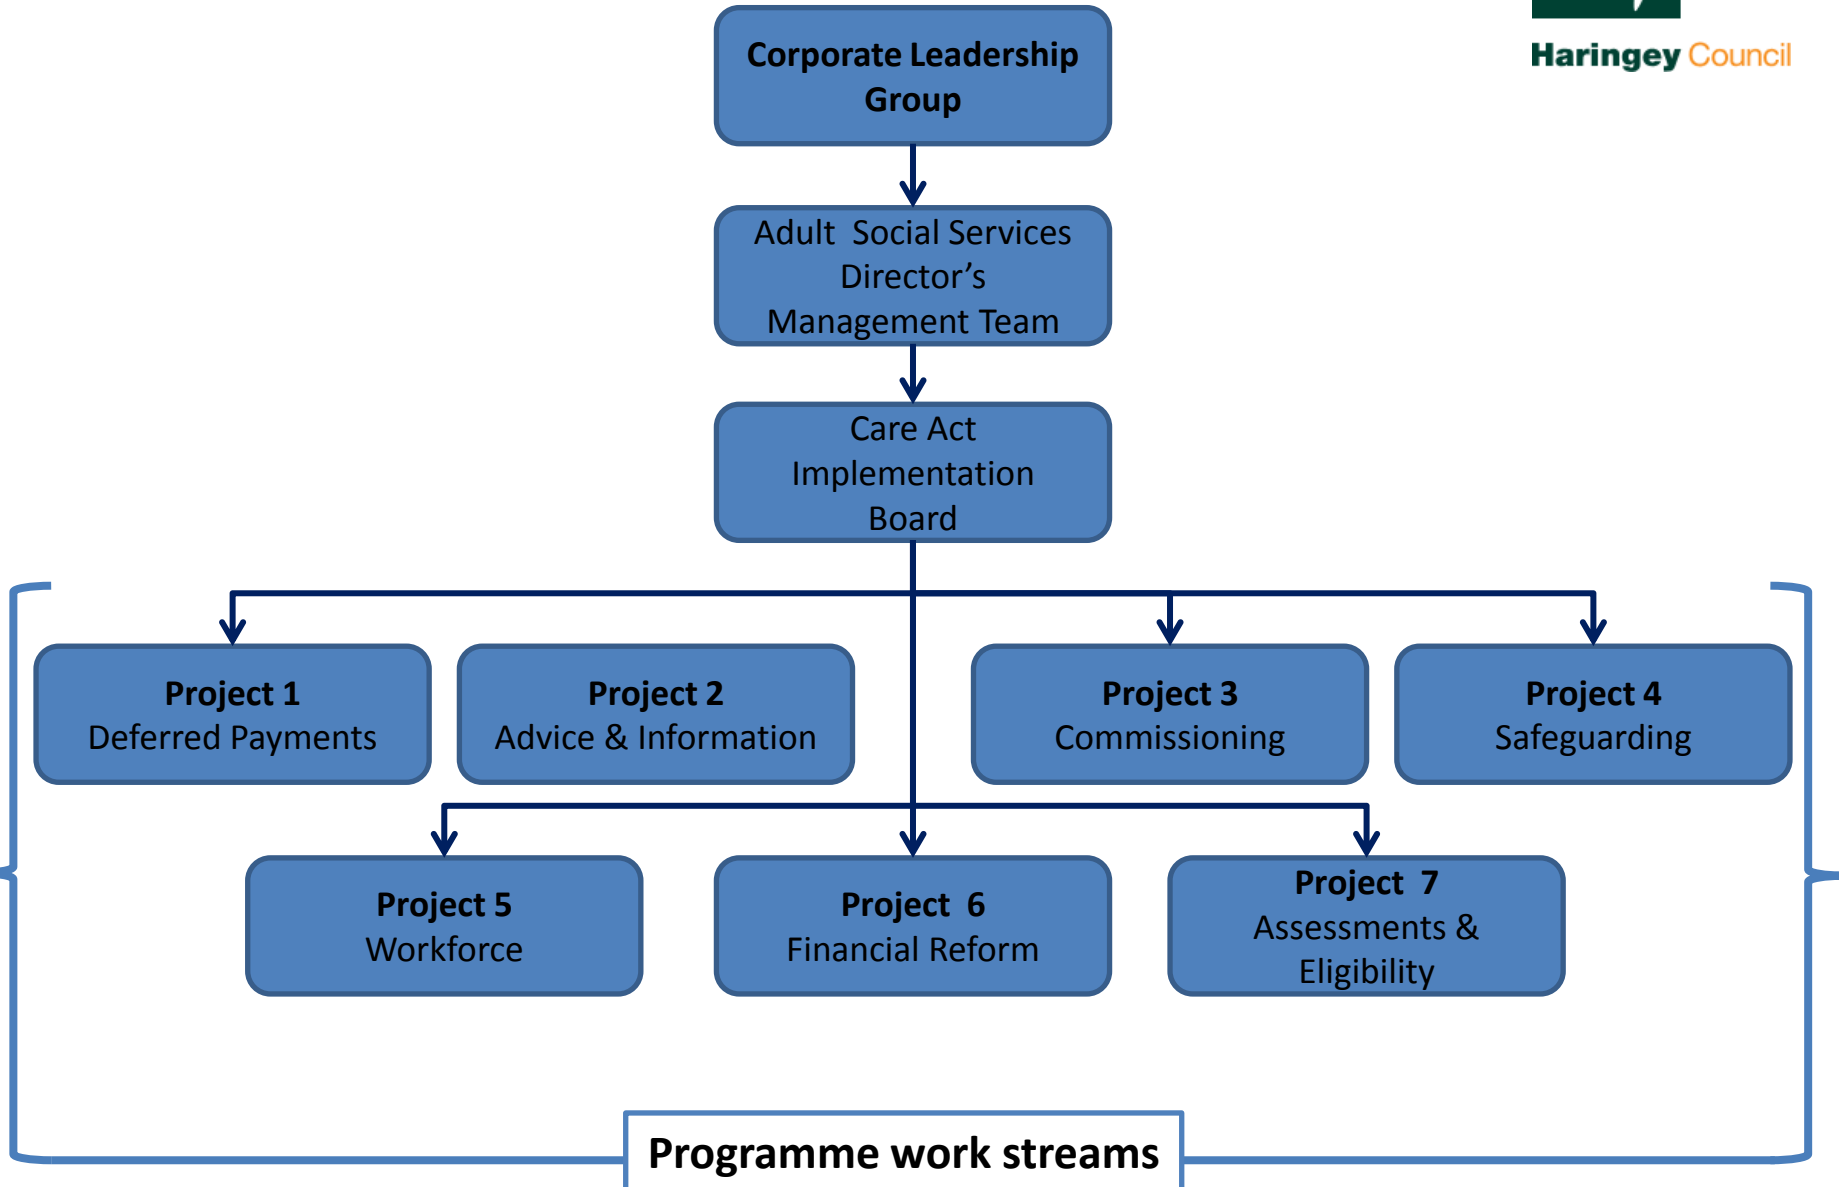 Haringey Council
Corporate Leadership
Group
Adult  Social Services
Director’s
Management Team
Care Act
Implementation
Board
Project 1
Deferred Payments
Project 2
Advice & Information
Project 3
Commissioning
Project 4
Safeguarding
Project 5
Workforce
Project  6
Financial Reform
Project  7
Assessments &
Eligibility
Programme work streams